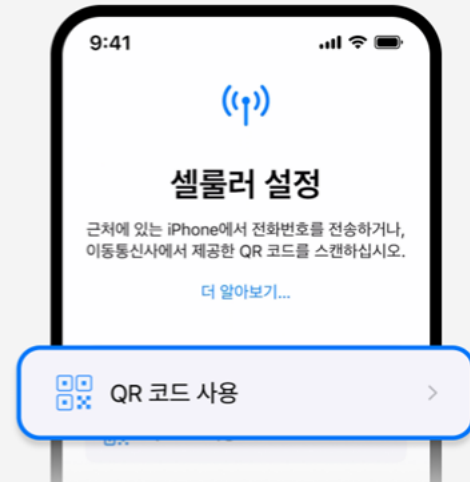 9:41
셀룰러 설정
근처에 있는 iPhone에서 전화번호를 전송하거나,
이동통신사에서 제공한 QR 코드를 스캔하십시오.
더 알아보기...
QR 코드 사용